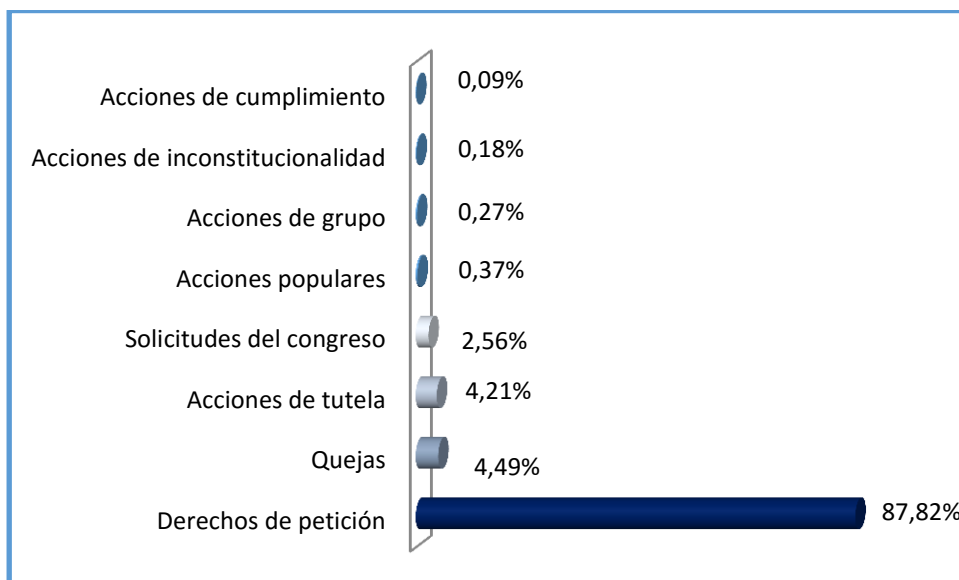 Acciones de cumplimiento 0,09%
Acciones de inconstitucionalidad 0,18%
Acciones de grupo 0,27%
Acciones populares 0,37%
Solicitudes del congreso 2,56%
Acciones de tutela 4,21%
Quejas 4,49%
Derechos de petición 87,82%